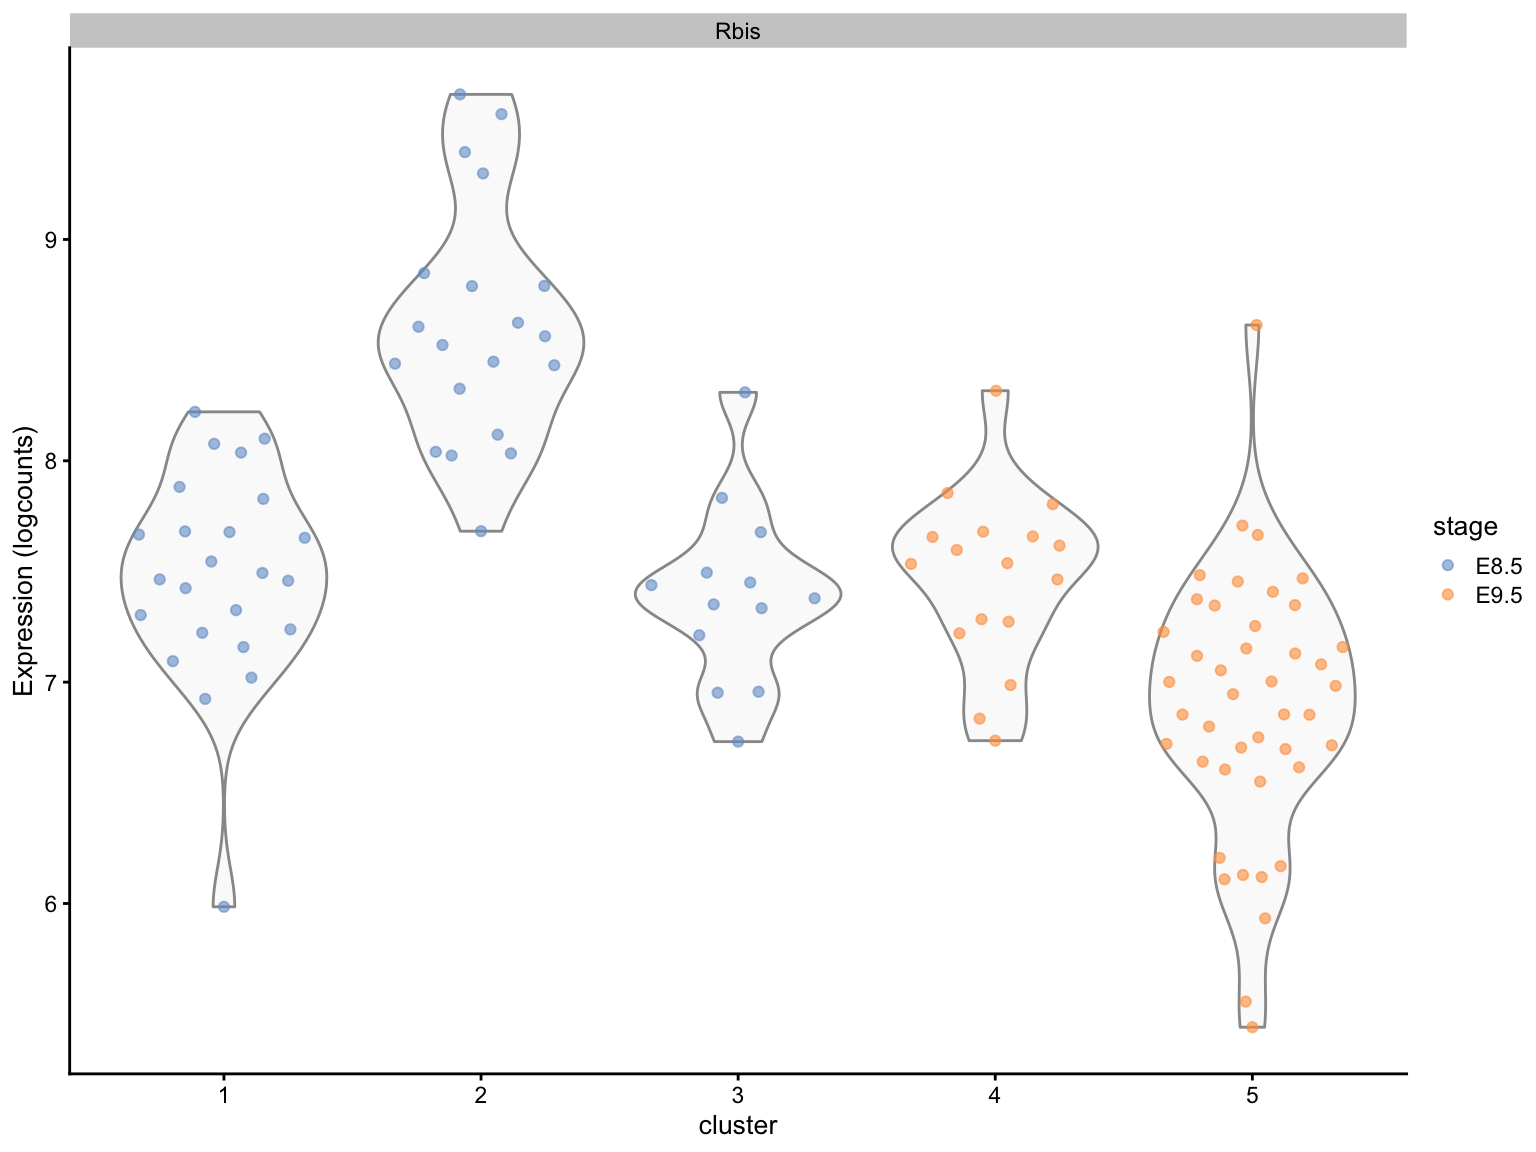 Rbis
Expression (logcounts)
9
8
7
6
1 2 3 4 5
cluster
stage
E8.5
E9.5